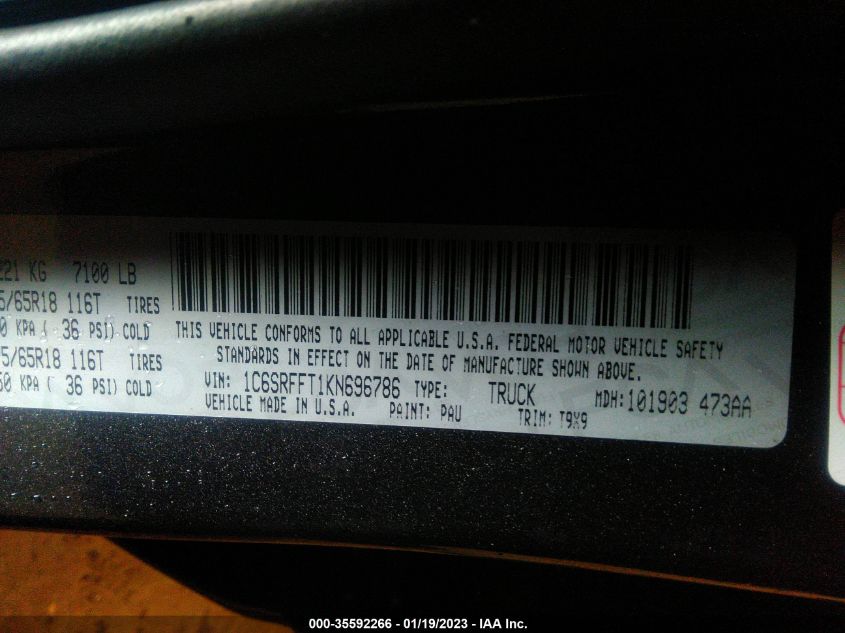 221 KG 7100 LB
5/65R18 116T TIRES
0 KPA ( 36 PSI) COLD
5/65R18 116T TIRES
50 KPA ( 36 PSI) COLD
THIS VEHICLE CONFORMS TO ALL APPLICABLE U.S.A. FEDERAL MOTOR VEHICLE SAFETY
STANDARDS IN EFFECT ON THE DATE OF MANUFACTURE SHOWN ABOVE.
VIN: 1C6SRFFT1KN696786 TYPE: TRUCK MDH:101903 473AA
VEHICLE MADE IN U.S.A. PAINT: PAU TRIM: T9X9
000-35592266 - 01/19/2023 - IAA Inc.